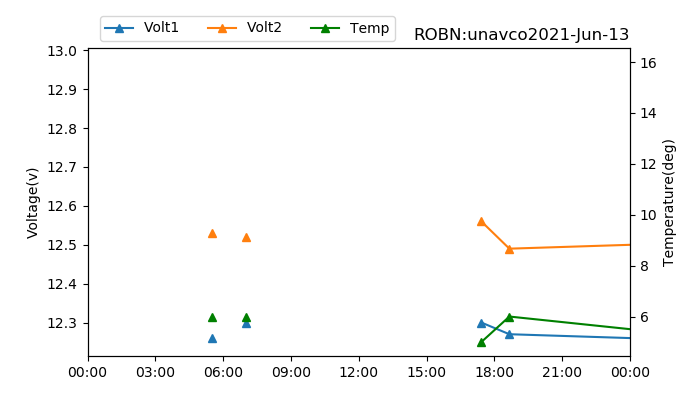 Volt1 Volt2 Temp
ROBN:unavco2021-Jun-13
Voltage(v)
13.0
12.9
12.8
12.7
12.6
12.5
12.4
12.3
16
14
12
10
8
6
Temperature(deg)
00:00 03:00 06:00 09:00 12:00 15:00 18:00 21:00 00:00